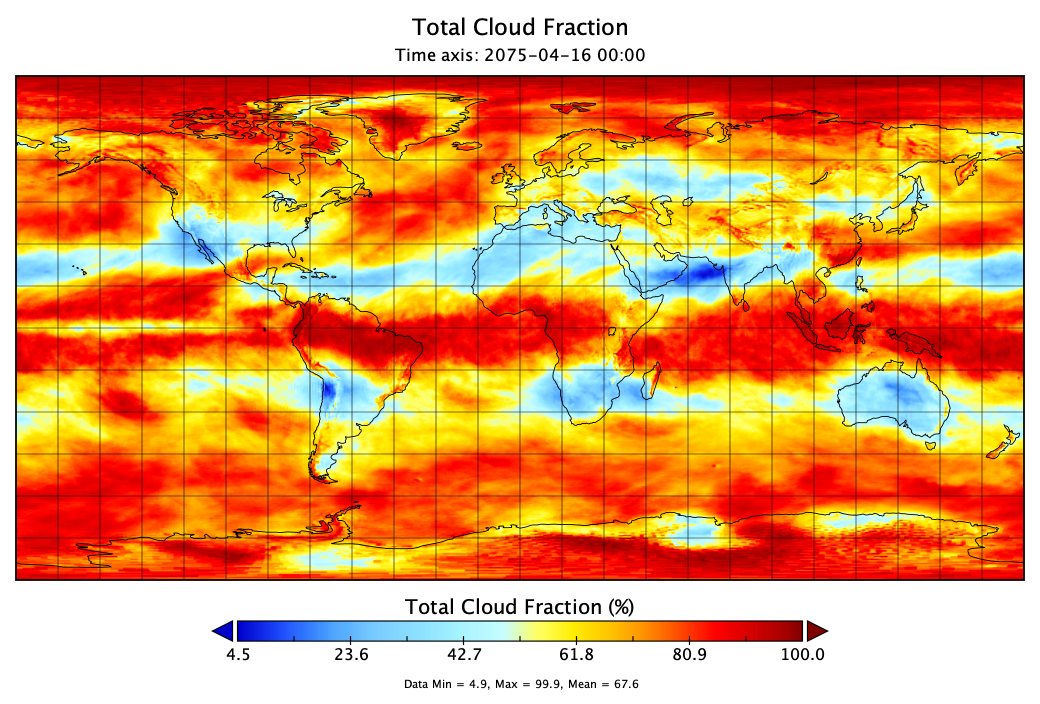 Total Cloud Fraction
Time axis: 2075-04-16 00:00
Total Cloud Fraction (%)
4.5 23.6 42.7 61.8 80.9 100.0
Data Min = 4.9, Max = 99.9, Mean = 67.6